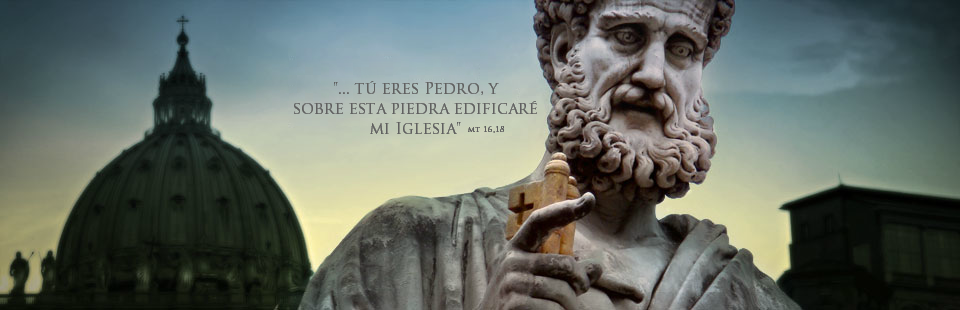 "... TÚ ERES PEDRO, Y
SOBRE ESTA PIEDRA EDIFICARÉ
MI IGLESIA" MT 16,18